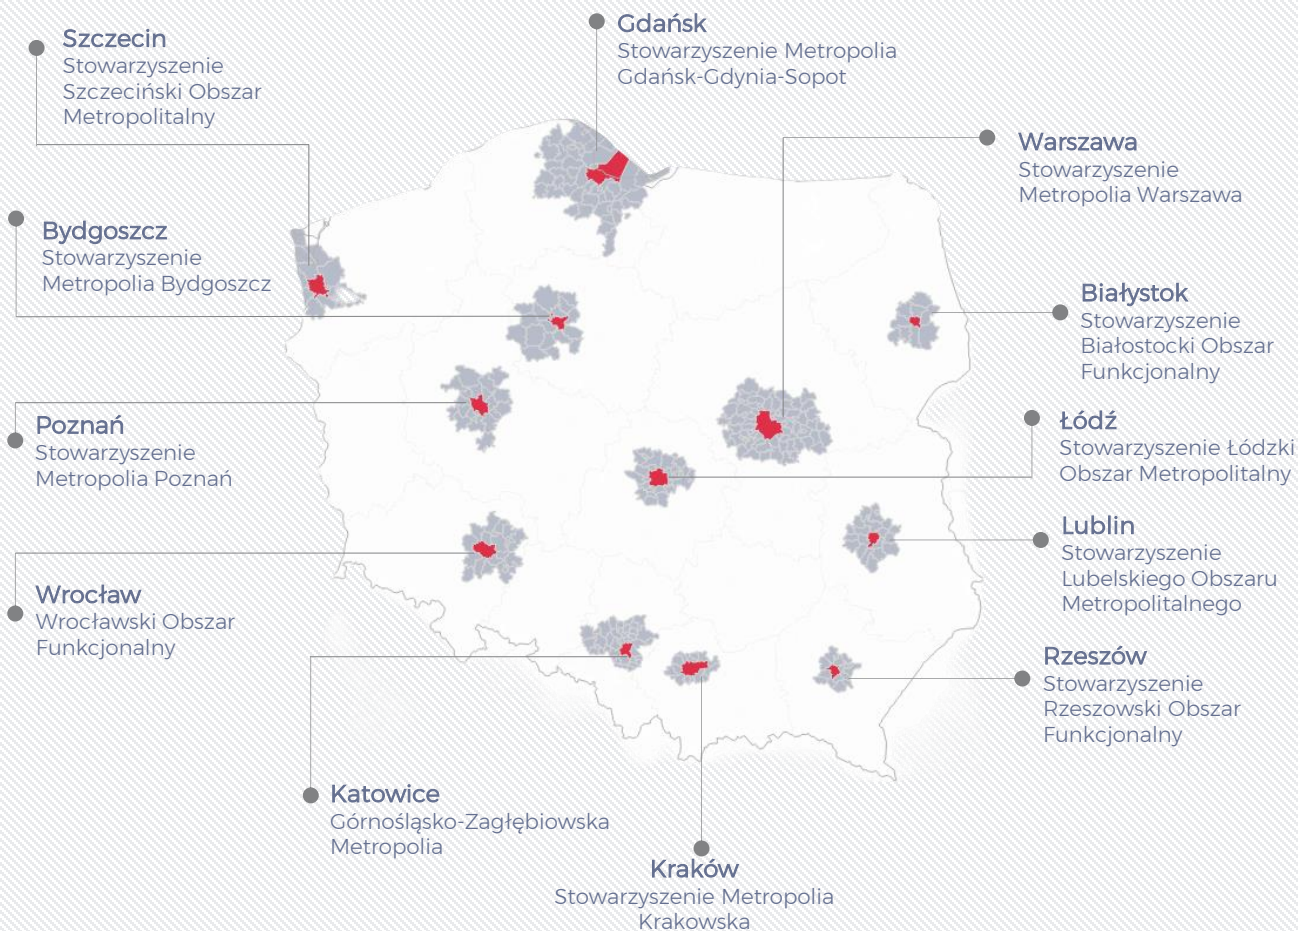 Szczecin
Stowarzyszenie
Szczeciński Obszar
Metropolitalny
Gdańsk
Stowarzyszenie Metropolia
Gdańsk-Gdynia-Sopot
Warszawa
Stowarzyszenie
Metropolia Warszawa
Bydgoszcz
Stowarzyszenie
Metropolia Bydgoszcz
Białystok
Stowarzyszenie
Białostocki Obszar
Funkcjonalny
Poznań
Stowarzyszenie
Metropolia Poznań
Łódź
Stowarzyszenie Łódzki
Obszar Metropolitalny
Lublin
Stowarzyszenie
Lubelskiego Obszaru
Metropolitalnego
Wrocław
Wrocławski Obszar
Funkcjonalny
Rzeszów
Stowarzyszenie
Rzeszowski Obszar
Funkcjonalny
Katowice
Górnośląsko-Zagłębiowska
Metropolia
Kraków
Stowarzyszenie Metropolia
Krakowska